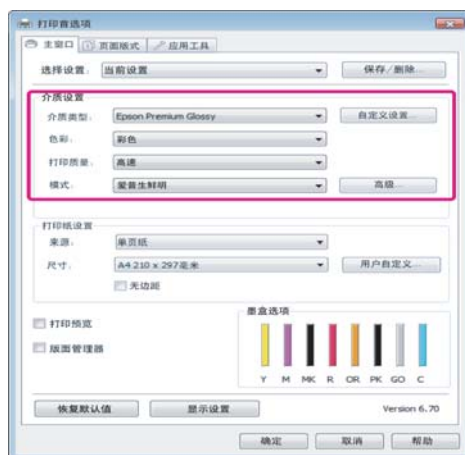 打印首选项
主窗口 页面版式 应用工具
选择设置: 当前设置 保存/删除...
介质设置
介质类型: Epson Premium Glossy 自定义设置...
色彩: 彩色
打印质量: 高速
模式: 爱普生鲜明 高级...
打印纸设置
来源: 单页纸
尺寸: A4 210 x 297毫米 用户自定义...
无边距
打印预览
版面管理器
墨盒选项
Y M MK R OR PK GO C
恢复默认值 显示设置 Version 6.70
确定 取消 帮助